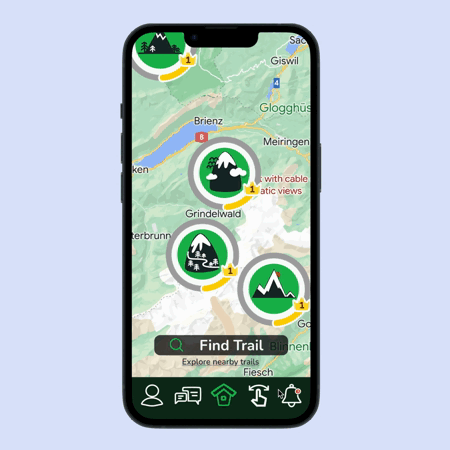 Giswil
1
4
Glogghüs
Brienz
8
Meiringen
ken
with cable
atic views
1
Grindelwald
terbrunn
1
1
Go
Find Trail
Explore nearby trails
Fiesch